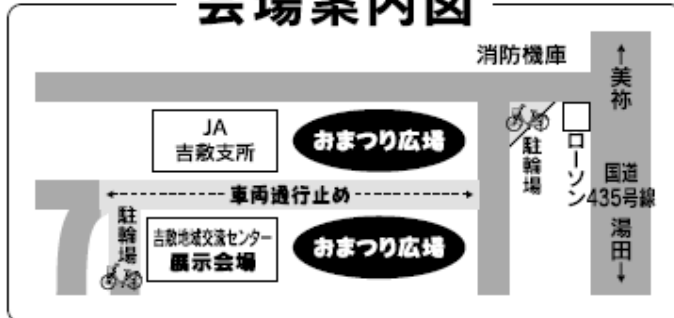 会場案内図
消防機庫
↑美祢
JA
吉敷支所
おまつり広場
駐輪場
ローソン
国道
435号線
車両通行止め
駐輪場
吉敷地域交流センター
展示会場
おまつり広場
湯田↓